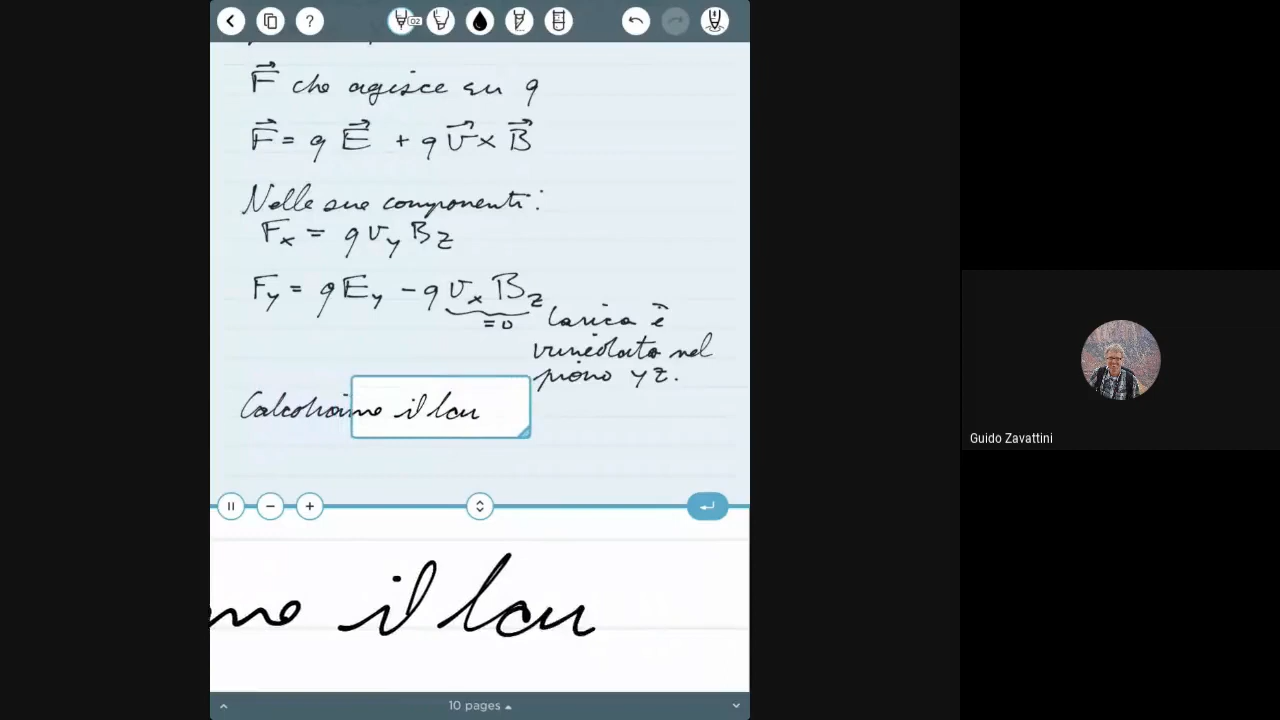 ?
02
F⃗ che agisce su q
F⃗ = q E⃗ + q v⃗ x B⃗
Nelle sue componenti:
Fx = q vy Bz
Fy = q Ey - q vx Bz
= 0
Carica è
vincolata nel
piano yz.
Calcoliamo il lav
mo il lav
10 pages
Guido Zavattini